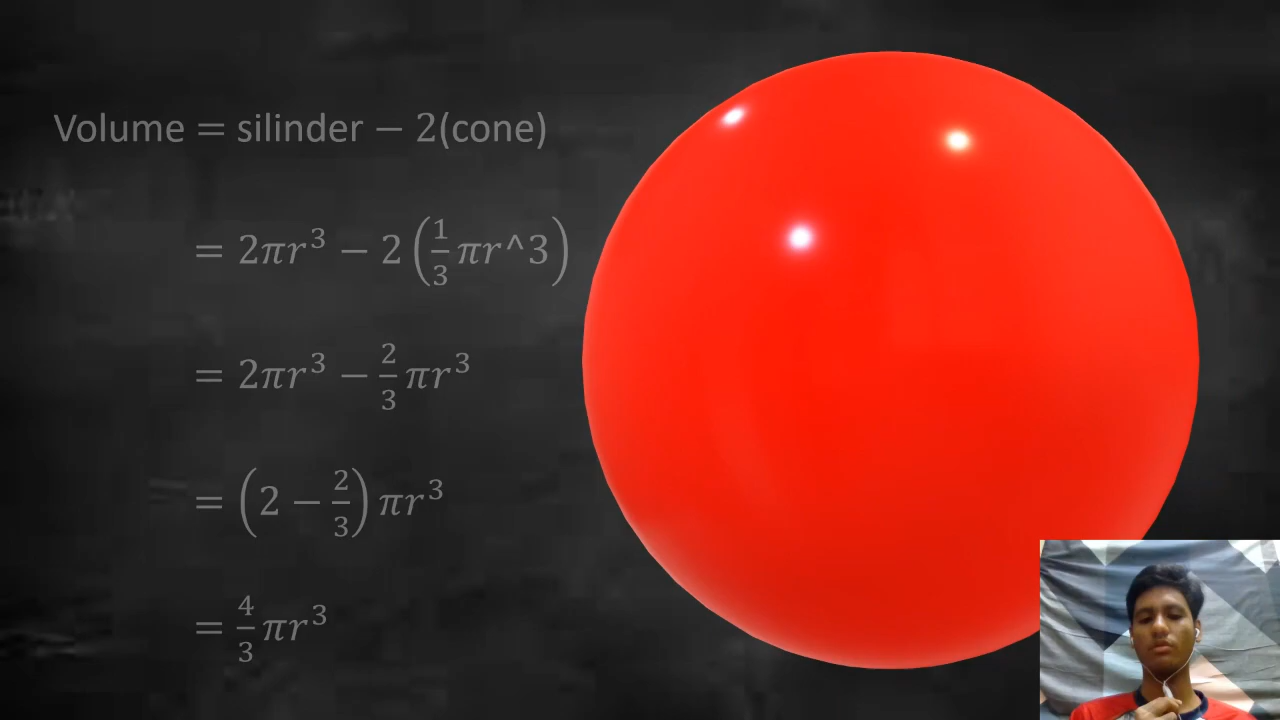 Volume = silinder − 2(cone)
= 2πr³ − 2(1/3 πr^3)
= 2πr³ − 2/3 πr³
= (2 − 2/3)πr³
= 4/3 πr³